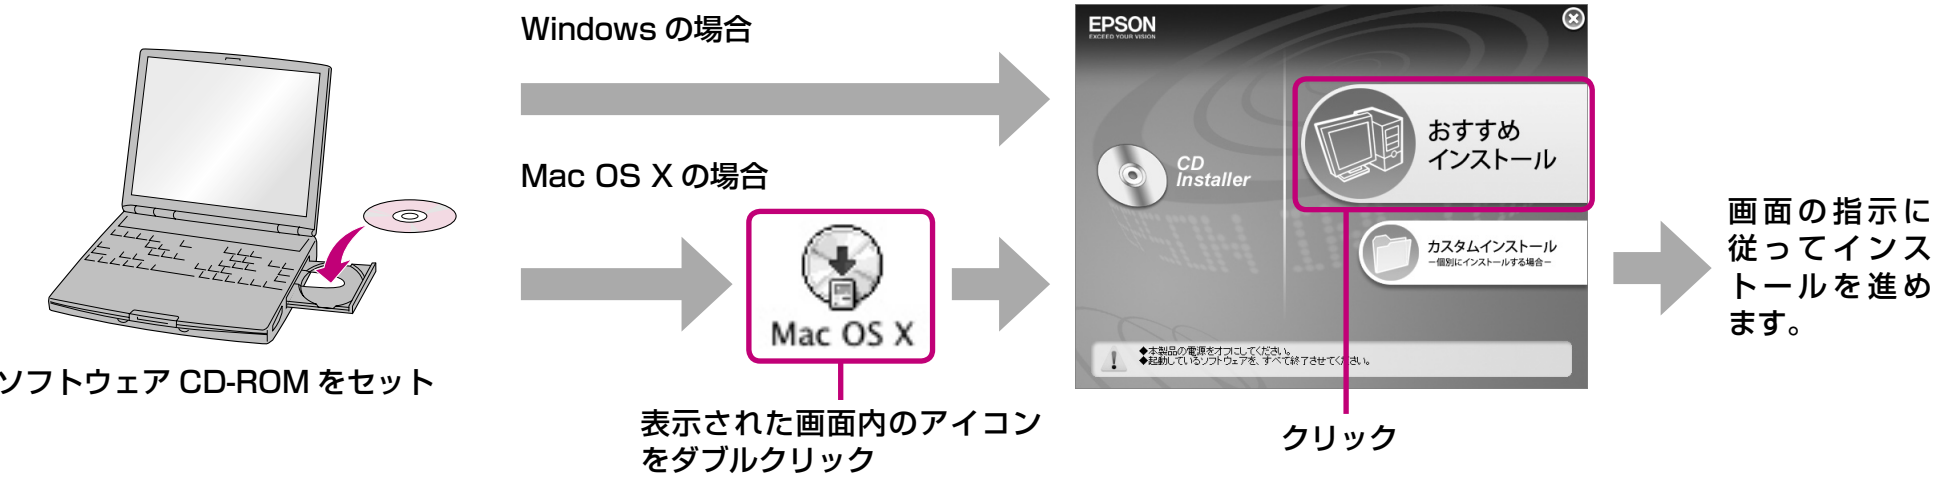 ソフトウェア CD-ROM をセット
Windows の場合
Mac OS X の場合
Mac OS X
表示された画面内のアイコン
をダブルクリック
EPSON
EXCEED YOUR VISION
CD
Installer
おすすめ
インストール
カスタムインストール
－個別にインストールする場合－
◆本製品の電源をオフにしてください。
◆起動しているソフトウェアを、すべて終了させてください。
クリック
画面の指示に
従ってインス
トールを進め
ます。